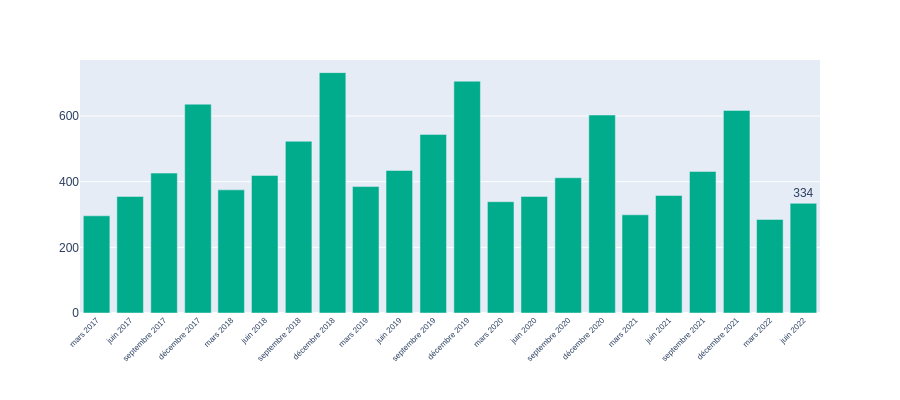 600
400
200
0
334
mars 2017
juin 2017
septembre 2017
décembre 2017
mars 2018
juin 2018
septembre 2018
décembre 2018
mars 2019
juin 2019
septembre 2019
décembre 2019
mars 2020
juin 2020
septembre 2020
décembre 2020
mars 2021
juin 2021
septembre 2021
décembre 2021
mars 2022
juin 2022